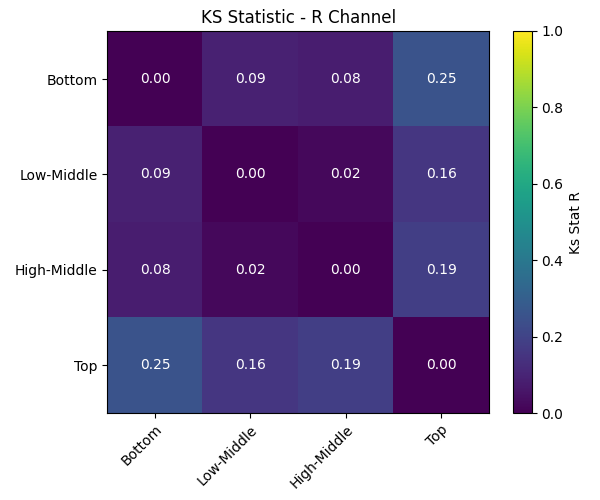 KS Statistic - R Channel
Bottom 0.00 0.09 0.08 0.25
Low-Middle 0.09 0.00 0.02 0.16
High-Middle 0.08 0.02 0.00 0.19
Top 0.25 0.16 0.19 0.00
Bottom Low-Middle High-Middle Top
1.0
0.8
0.6
0.4
0.2
0.0
Ks Stat R